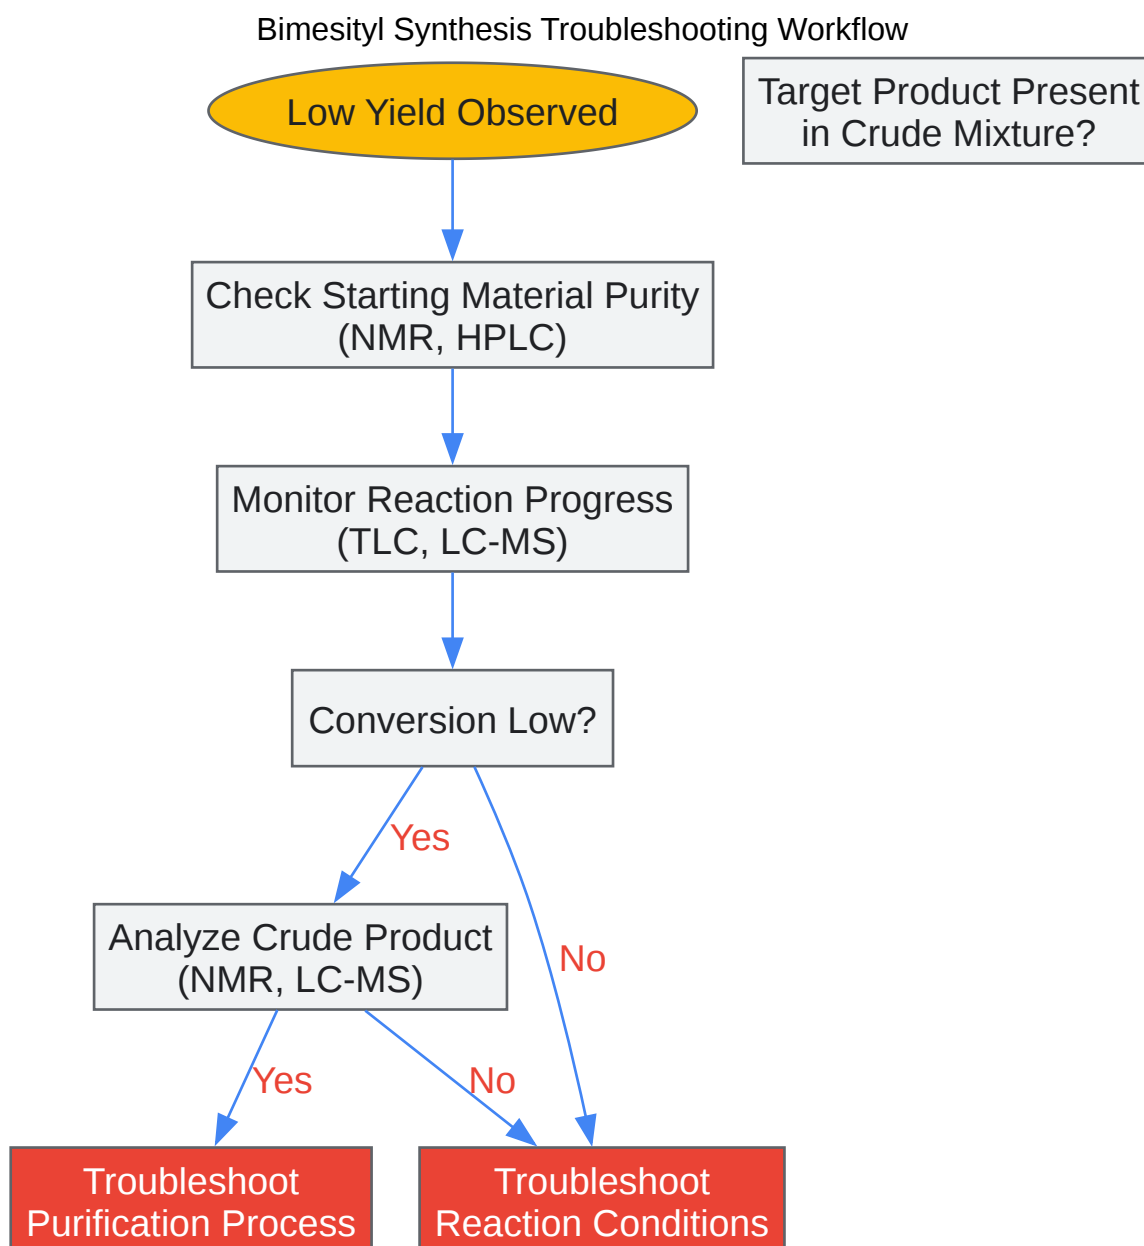 Bimesityl Synthesis Troubleshooting Workflow
Low Yield Observed
Target Product Present
in Crude Mixture?
Check Starting Material Purity
(NMR, HPLC)
Monitor Reaction Progress
(TLC, LC-MS)
Conversion Low?
Yes
No
Analyze Crude Product
(NMR, LC-MS)
Yes
No
Troubleshoot
Purification Process
Troubleshoot
Reaction Conditions